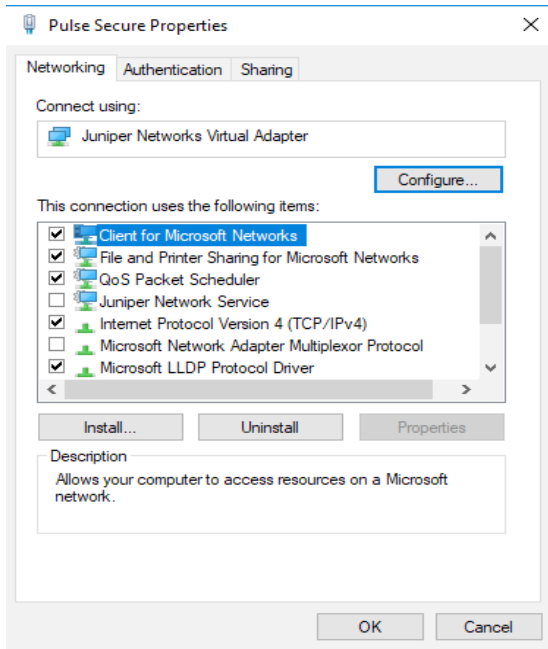 Pulse Secure Properties
Networking
Authentication
Sharing
Connect using:
Juniper Networks Virtual Adapter
Configure...
This connection uses the following items:
Client for Microsoft Networks
File and Printer Sharing for Microsoft Networks
QoS Packet Scheduler
Juniper Network Service
Internet Protocol Version 4 (TCP/IPv4)
Microsoft Network Adapter Multiplexor Protocol
Microsoft LLDP Protocol Driver
Install...
Uninstall
Properties
Description
Allows your computer to access resources on a Microsoft
network.
OK
Cancel